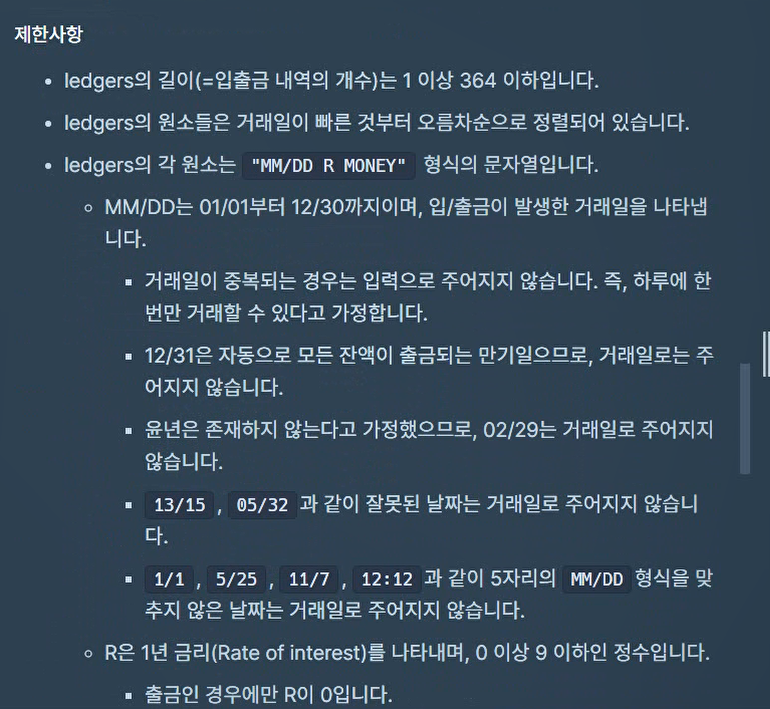 제한사항
ledgers의 길이(=입출금 내역의 개수)는 1 이상 364 이하입니다.
ledgers의 원소들은 거래일이 빠른 것부터 오름차순으로 정렬되어 있습니다.
ledgers의 각 원소는 "MM/DD R MONEY" 형식의 문자열입니다.
MM/DD는 01/01부터 12/30까지이며, 입/출금이 발생한 거래일을 나타냅
니다.
거래일이 중복되는 경우는 입력으로 주어지지 않습니다. 즉, 하루에 한
번만 거래할 수 있다고 가정합니다.
12/31은 자동으로 모든 잔액이 출금되는 만기일으므로, 거래일로는 주
어지지 않습니다.
윤년은 존재하지 않는다고 가정했으므로, 02/29는 거래일로 주어지지
않습니다.
13/15 , 05/32 과 같이 잘못된 날짜는 거래일로 주어지지 않습니
다.
1/1 , 5/25 , 11/7 , 12:12 과 같이 5자리의 MM/DD 형식을 맞
추지 않은 날짜는 거래일로 주어지지 않습니다.
R은 1년 금리(Rate of interest)를 나타내며, 0 이상 9 이하인 정수입니다.
출금인 경우에만 R이 0입니다.